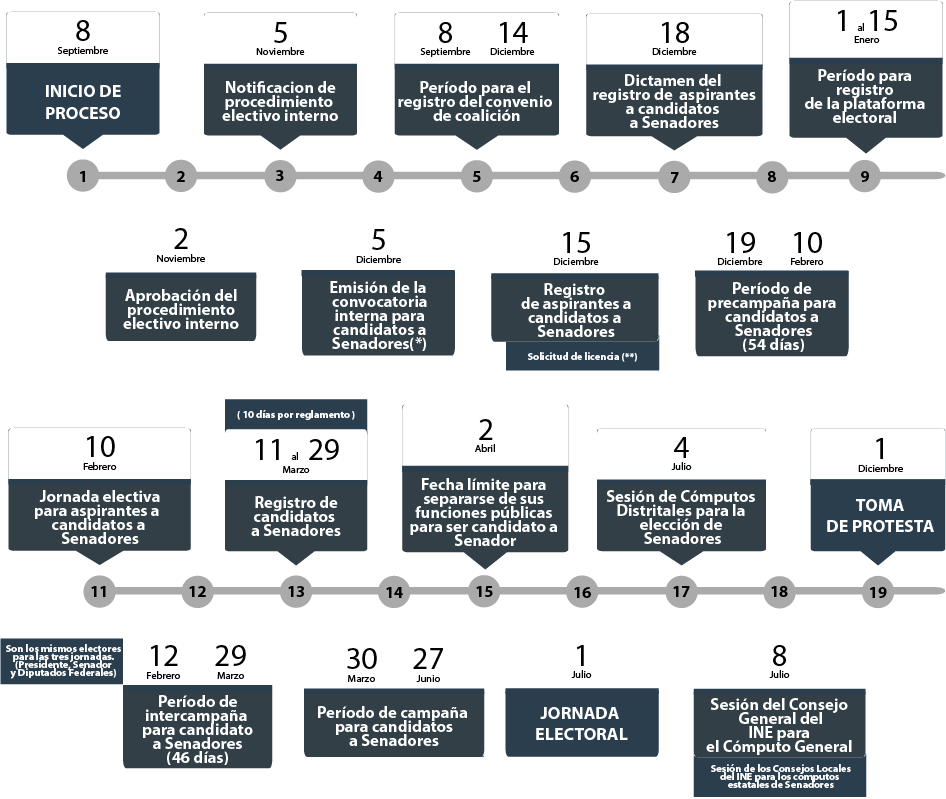 8
Septiembre
INICIO DE
PROCESO
5
Noviembre
Notificacion de
procedimiento
electivo interno
8 14
Septiembre Diciembre
Período para el
registro del convenio
de coalición
18
Diciembre
Dictamen del
registro de aspirantes
a candidatos
a Senadores
1 al 15
Enero
Período para
registro
de la plataforma
electoral
1 2 3 4 5 6 7 8 9
2
Noviembre
Aprobación del
procedimiento
electivo interno
5
Diciembre
Emisión de la
convocatoria
interna para
candidatos a
Senadores(*)
15
Diciembre
Registro
de aspirantes a
candidatos a
Senadores
Solicitud de licencia (**)
19 10
Diciembre Febrero
Período de
precampaña para
candidatos a
Senadores
(54 días)
10
Febrero
Jornada electiva
para aspirantes a
candidatos a
Senadores
( 10 días por reglamento )
11 al 29
Marzo
Registro de
candidatos
a Senadores
2
Abril
Fecha límite para
separarse de sus
funciones públicas
para ser candidato a
Senador
4
Julio
Sesión de Cómputos
Distritales para la
elección de
Senadores
1
Diciembre
TOMA
DE PROTESTA
11 12 13 14 15 16 17 18 19
Son los mismos electores
para las tres jornadas.
(Presidente, Senador
y Diputados Federales)
12 29
Febrero Marzo
Período de
intercampaña
para candidato
a Senadores
(46 días)
30 27
Marzo Junio
Período de campaña
para candidatos
a Senadores
1
Julio
JORNADA
ELECTORAL
8
Julio
Sesión del Consejo
General del
INE para
el Cómputo General
Sesión de los Consejos Locales
del INE para los cómputos
estatales de Senadores